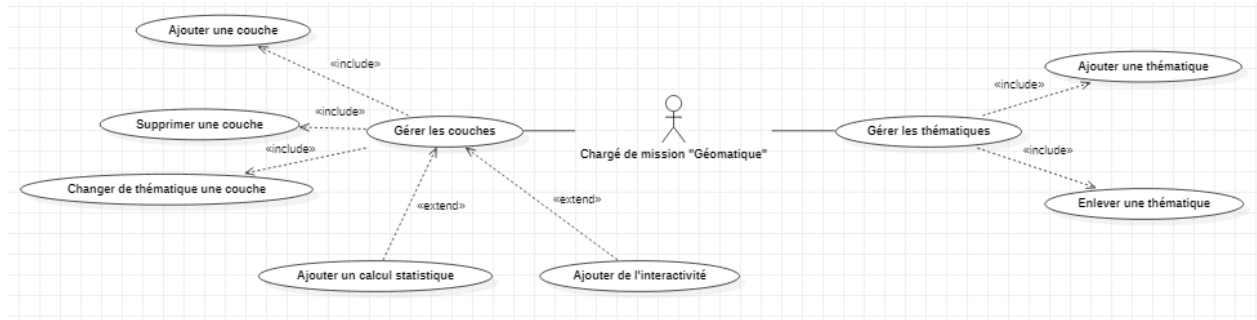 Ajouter une couche
«include»
Ajouter une thématique
«include»
Supprimer une couche
«include»
Gérer les couches
Chargé de mission "Géomatique"
Gérer les thématiques
«include»
«include»
Changer de thématique une couche
«extend»
«extend»
Enlever une thématique
Ajouter un calcul statistique
Ajouter de l'interactivité